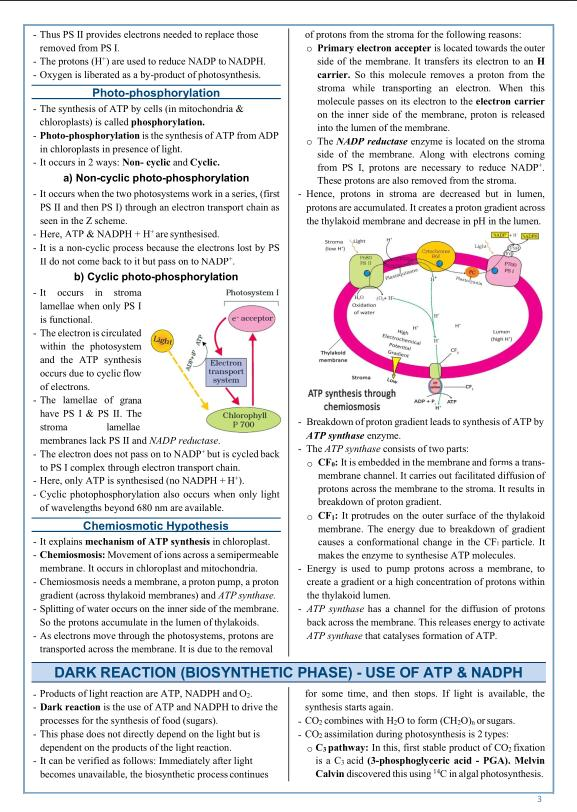 - Thus PS II provides electrons needed to replace those
removed from PS I.
- The protons (H⁺) are used to reduce NADP to NADPH.
- Oxygen is liberated as a by-product of photosynthesis.
Photo-phosphorylation
- The synthesis of ATP by cells (in mitochondria &
chloroplasts) is called phosphorylation.
- Photo-phosphorylation is the synthesis of ATP from ADP
in chloroplasts in presence of light.
- It occurs in 2 ways: Non- cyclic and Cyclic.
a) Non-cyclic photo-phosphorylation
- It occurs when the two photosystems work in a series, (first
PS II and then PS I) through an electron transport chain as
seen in the Z scheme.
- Here, ATP & NADPH + H⁺ are synthesised.
- It is a non-cyclic process because the electrons lost by PS
II do not come back to it but pass on to NADP⁺.
b) Cyclic photo-phosphorylation
- It occurs in stroma
lamellae when only PS I
is functional.
- The electron is circulated
within the photosystem
and the ATP synthesis
occurs due to cyclic flow
of electrons.
- The lamellae of grana
have PS I & PS II. The
stroma lamellae
membranes lack PS II and NADP reductase.
Photosystem I
e⁻ acceptor
Light
ADP+iP
ATP
Electron
transport
system
Chlorophyll
P 700
- The electron does not pass on to NADP⁺ but is cycled back
to PS I complex through electron transport chain.
- Here, only ATP is synthesised (no NADPH + H⁺).
- Cyclic photophosphorylation also occurs when only light
of wavelengths beyond 680 nm are available.
Chemiosmotic Hypothesis
- It explains mechanism of ATP synthesis in chloroplast.
- Chemiosmosis: Movement of ions across a semipermeable
membrane. It occurs in chloroplast and mitochondria.
- Chemiosmosis needs a membrane, a proton pump, a proton
gradient (across thylakoid membranes) and ATP synthase.
- Splitting of water occurs on the inner side of the membrane.
So the protons accumulate in the lumen of thylakoids.
- As electrons move through the photosystems, protons are
transported across the membrane. It is due to the removal
of protons from the stroma for the following reasons:
o Primary electron accepter is located towards the outer
side of the membrane. It transfers its electron to an H
carrier. So this molecule removes a proton from the
stroma while transporting an electron. When this
molecule passes on its electron to the electron carrier
on the inner side of the membrane, proton is released
into the lumen of the membrane.
o The NADP reductase enzyme is located on the stroma
side of the membrane. Along with electrons coming
from PS I, protons are necessary to reduce NADP⁺.
These protons are also removed from the stroma.
- Hence, protons in stroma are decreased but in lumen,
protons are accumulated. It creates a proton gradient across
the thylakoid membrane and decrease in pH in the lumen.
Stroma
(low H⁺)
Light
H⁺
Cytochrome
Light
NADP⁺
NADPH
P680
PS II
P700
PS I
PC
H₂O
Oxidation
of water
H⁺
High
Electrochemical
Potential
Gradient
Low
Lumen
(high H⁺)
Thylakoid
membrane
Stroma
CF₀
CF₁
ADP + Pᵢ
H⁺
ATP
ATP synthesis through
chemiosmosis
- Breakdown of proton gradient leads to synthesis of ATP by
ATP synthase enzyme.
- The ATP synthase consists of two parts:
o CF₀: It is embedded in the membrane and forms a trans-
membrane channel. It carries out facilitated diffusion of
protons across the membrane to the stroma. It results in
breakdown of proton gradient.
o CF₁: It protrudes on the outer surface of the thylakoid
membrane. The energy due to breakdown of gradient
causes a conformational change in the CF₁ particle. It
makes the enzyme to synthesise ATP molecules.
- Energy is used to pump protons across a membrane, to
create a gradient or a high concentration of protons within
the thylakoid lumen.
- ATP synthase has a channel for the diffusion of protons
back across the membrane. This releases energy to activate
ATP synthase that catalyses formation of ATP.
DARK REACTION (BIOSYNTHETIC PHASE) - USE OF ATP & NADPH
- Products of light reaction are ATP, NADPH and O₂.
- Dark reaction is the use of ATP and NADPH to drive the
processes for the synthesis of food (sugars).
- This phase does not directly depend on the light but is
dependent on the products of the light reaction.
- It can be verified as follows: Immediately after light
becomes unavailable, the biosynthetic process continues
for some time, and then stops. If light is available, the
synthesis starts again.
- CO₂ combines with H₂O to form (CH₂O)ₙ or sugars.
- CO₂ assimilation during photosynthesis is 2 types:
o C₃ pathway: In this, first stable product of CO₂ fixation
is a C₃ acid (3-phosphoglyceric acid - PGA). Melvin
Calvin discovered this using ¹⁴C in algal photosynthesis.
3